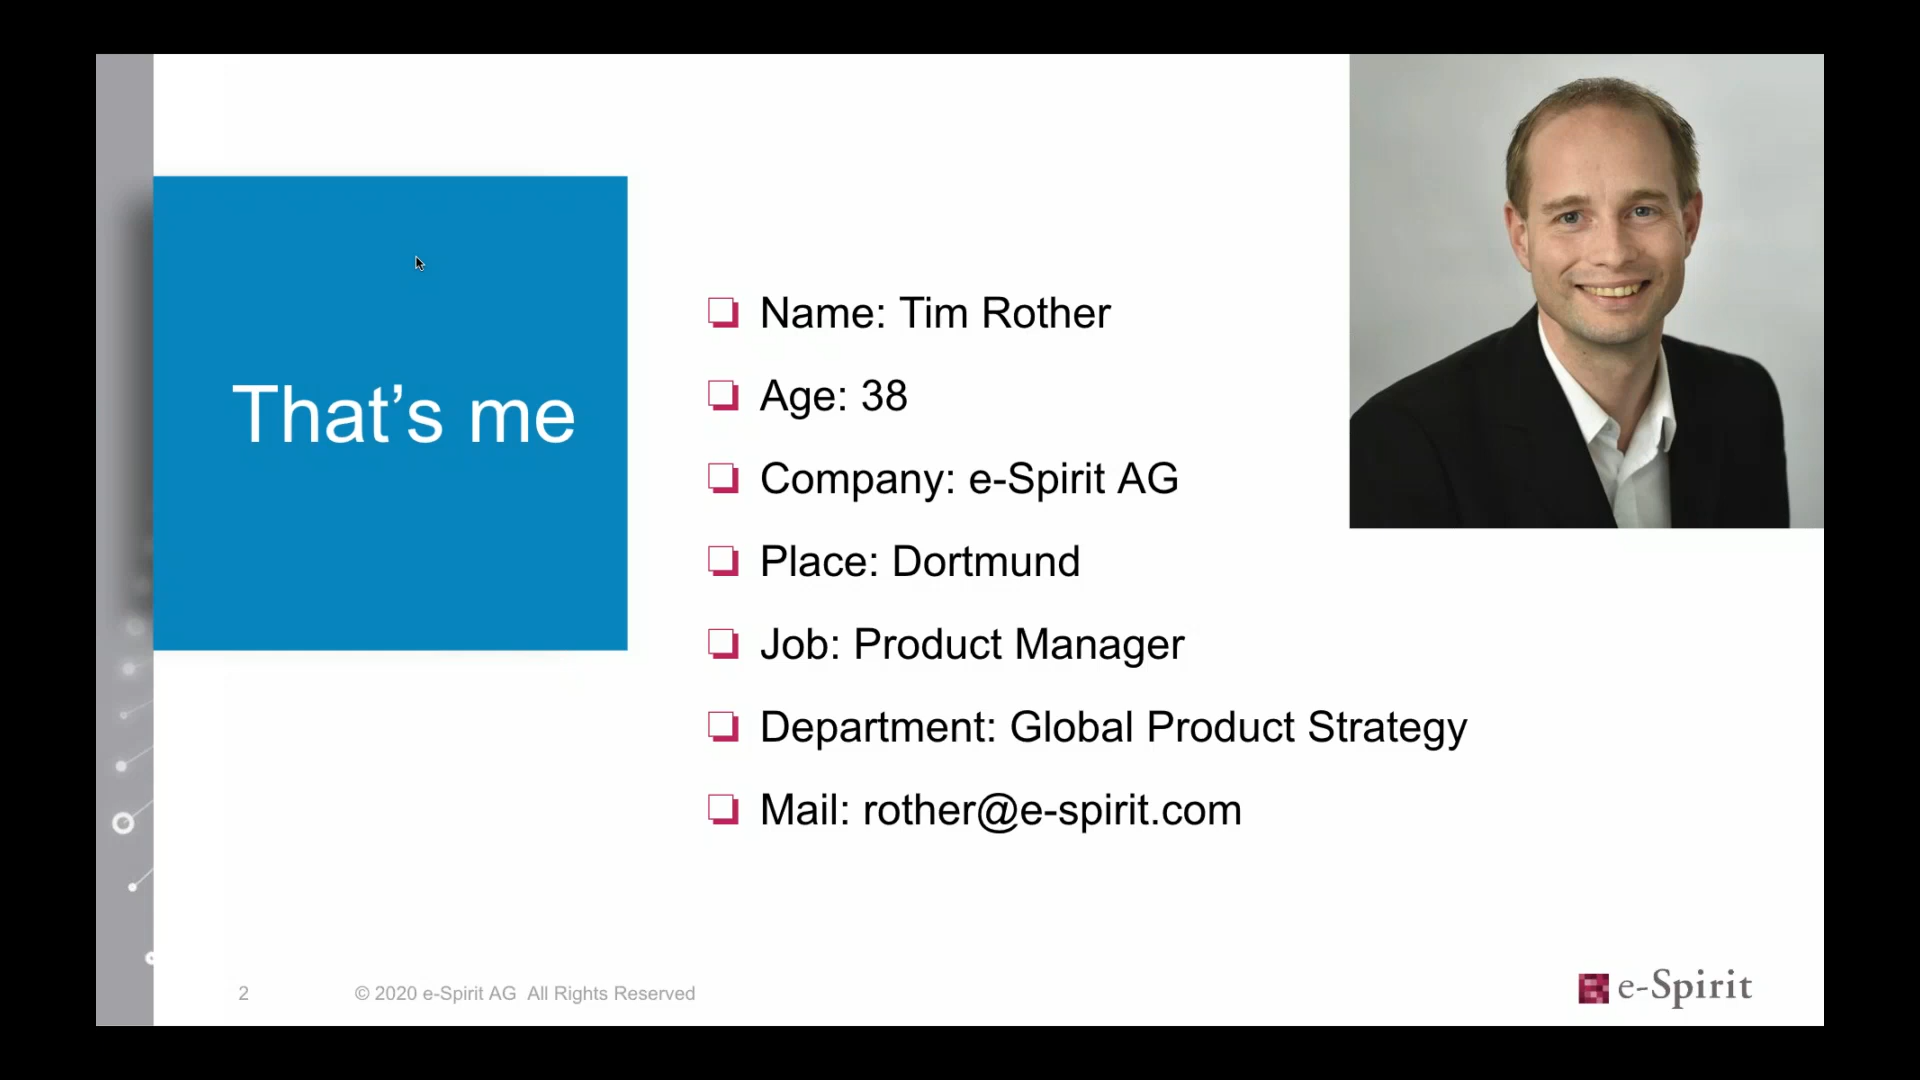 That’s me
Name: Tim Rother
Age: 38
Company: e-Spirit AG
Place: Dortmund
Job: Product Manager
Department: Global Product Strategy
Mail: rother@e-spirit.com
2
© 2020 e-Spirit AG All Rights Reserved
e-Spirit